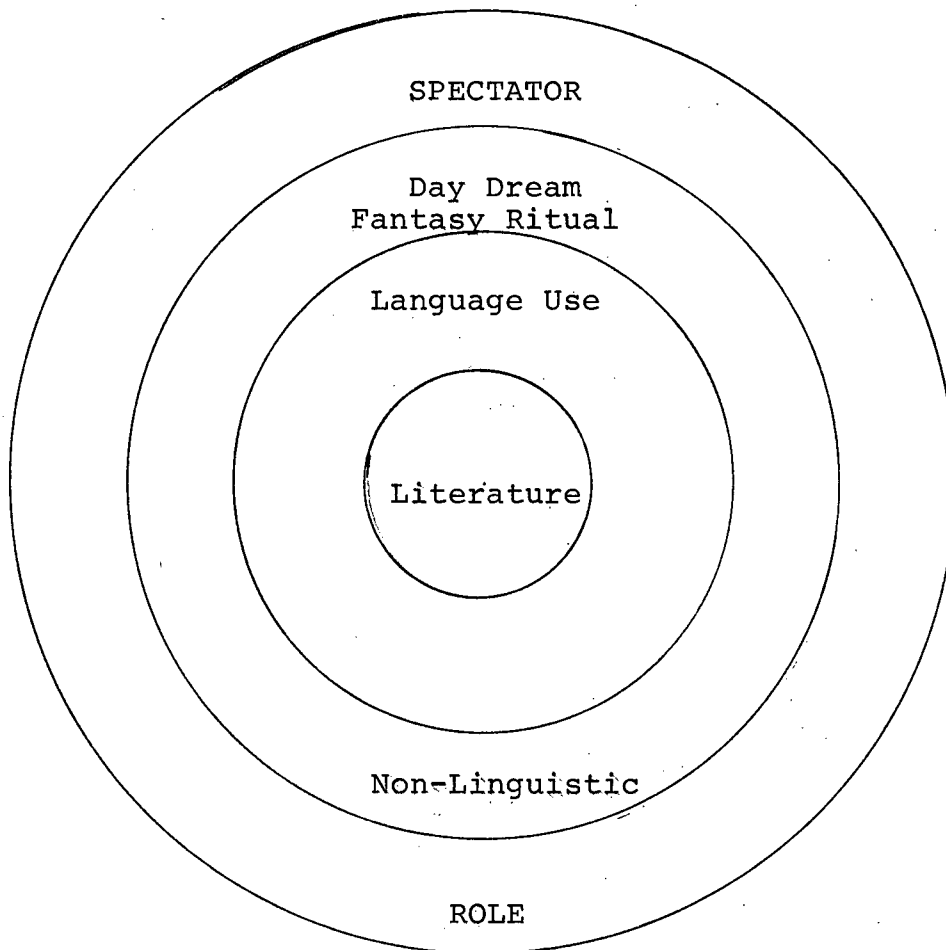 SPECTATOR
Day Dream
Fantasy Ritual
Language Use
Literature
Non-Linguistic
ROLE